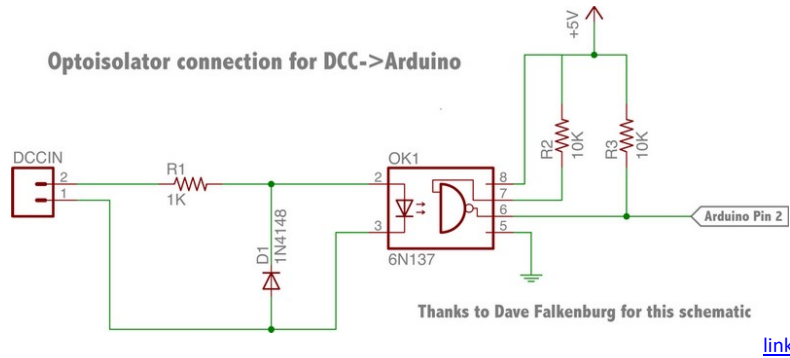 +5V
Optoisolator connection for DCC->Arduino
DCCIN
2
1
R1
1K
D1
1N4148
OK1
2
3
8
7
6
5
6N137
R2
10K
R3
10K
Arduino Pin 2
Thanks to Dave Falkenburg for this schematic
link